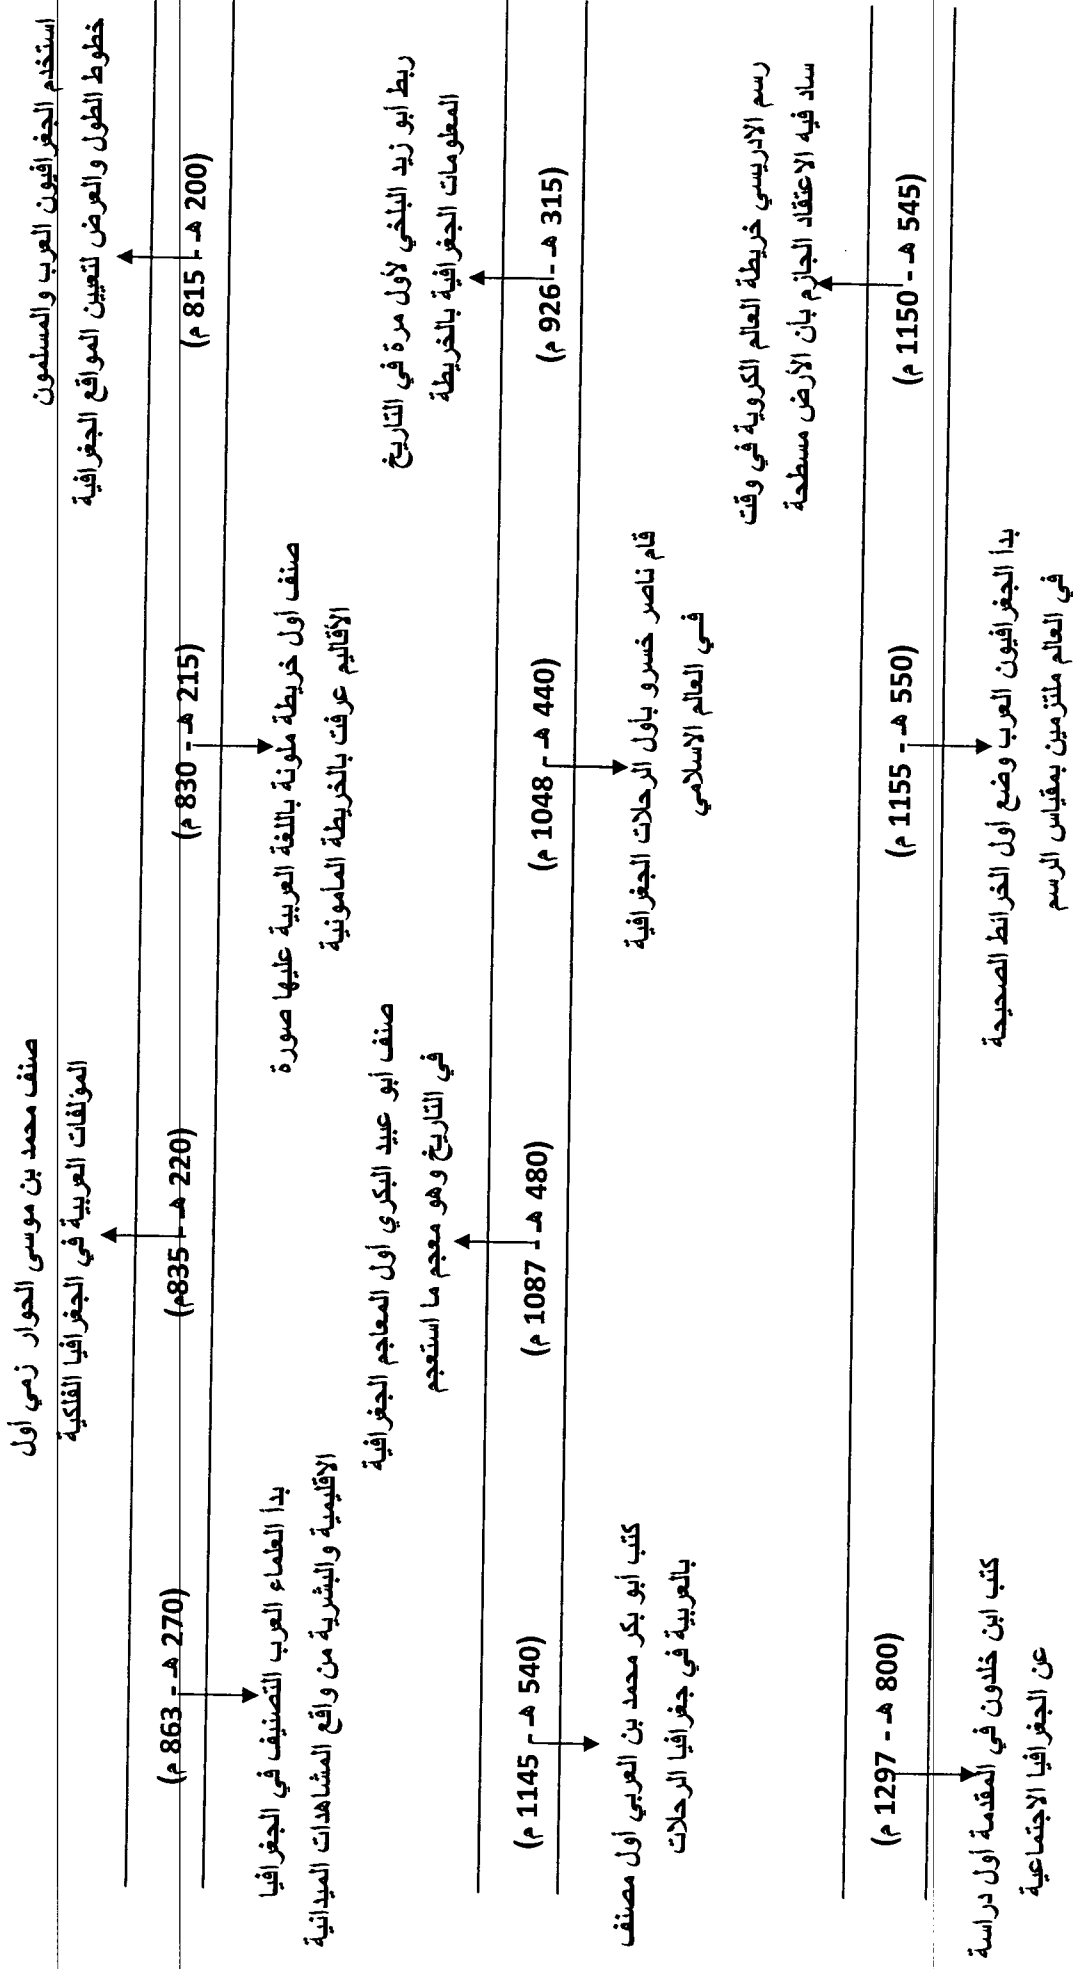 استخدم الجغرافيون العرب والمسلمون
خطوط الطول والعرض لتعيين المواقع الجغرافية
(200 هـ - 815 م)
(215 هـ - 830 م)
صنف أول خريطة ملونة باللغة العربية عليها صورة
الأقاليم عرفت بالخريطة المامونية
صنف محمد بن موسى الحوار زمي أول
المؤلفات العربية في الجغرافيا الفلكية
(220 هـ - 835م)
(270 هـ - 863 م)
بدأ العلماء العرب التصنيف في الجغرافيا
الاقليمية والبشرية من واقع المشاهدات الميدانية
ربط ابو زيد البلخي لأول مرة في التاريخ
المعلومات الجغرافية بالخريطة
(315 هـ - 926 م)
(440 هـ - 1048 م)
قام ناصر خسرو باول الرحلات الجغرافية
في العالم الاسلامي
صنف ابو عبيد البكري أول المعاجم الجغرافية
في التاريخ وهو معجم ما استعجم
(480 هـ - 1087 م)
(540 هـ - 1145 م)
كتب أبو بكر محمد بن العربي أول مصنف
بالعربية في جغرافيا الرحلات
رسم الادريسي خريطة العالم الكروية في وقت
ساد فيه الاعتقاد الجازم بأن الأرض مسطحة
(545 هـ - 1150 م)
(550 هـ - 1155 م)
بدأ الجغرافيون العرب وضع أول الخرائط الصحيحة
في العالم ملتزمين بمقياس الرسم
(800 هـ - 1297 م)
كتب ابن خلدون في المقدمة أول دراسة
عن الجغرافيا الاجتماعية